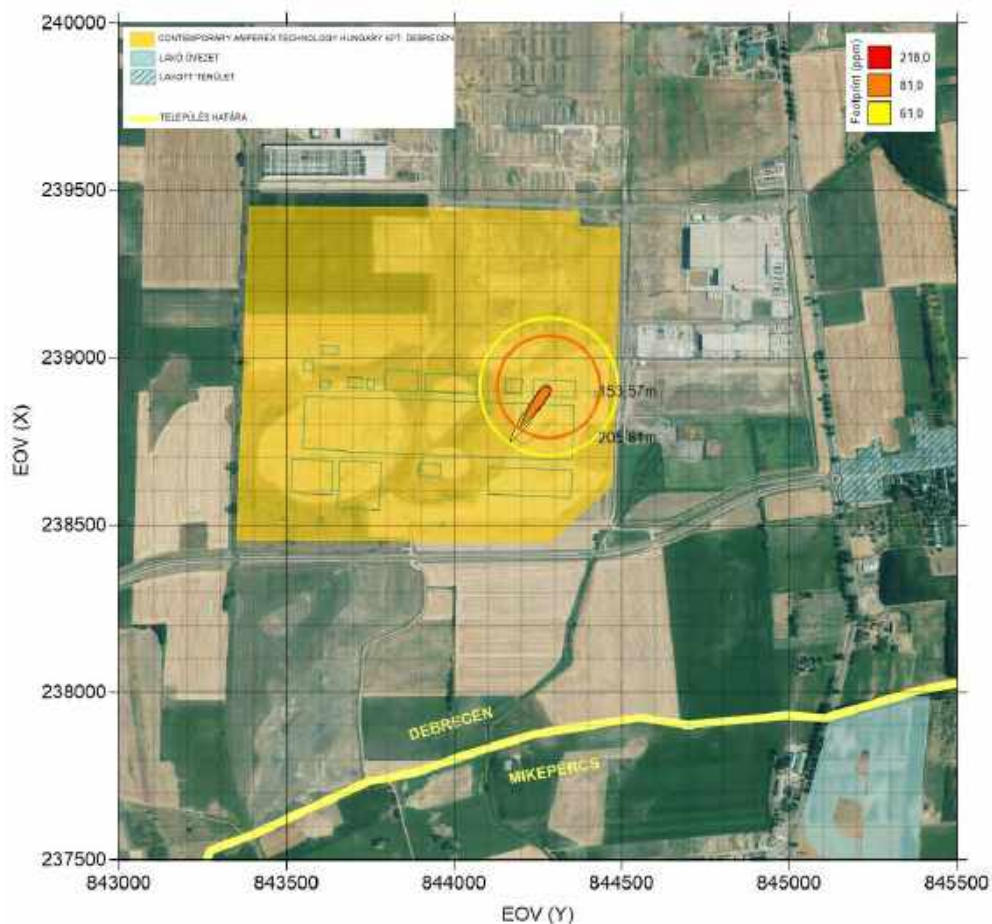 240000
CONTEMPORARY AMPEREX TECHNOLOGY HUNGARY KFT. DEBRECEN
LAKÓ ÖVEZET
LAKOTT TERÜLET
TELEPÜLÉS HATÁRA
Footprint (ppm)
218,0
81,0
61,0
239500
239000
153,57m
205,81m
EOV (X)
238500
238000
DEBRECEN
MIKEPÉRCS
237500
843000 843500 844000 844500 845000 845500
EOV (Y)